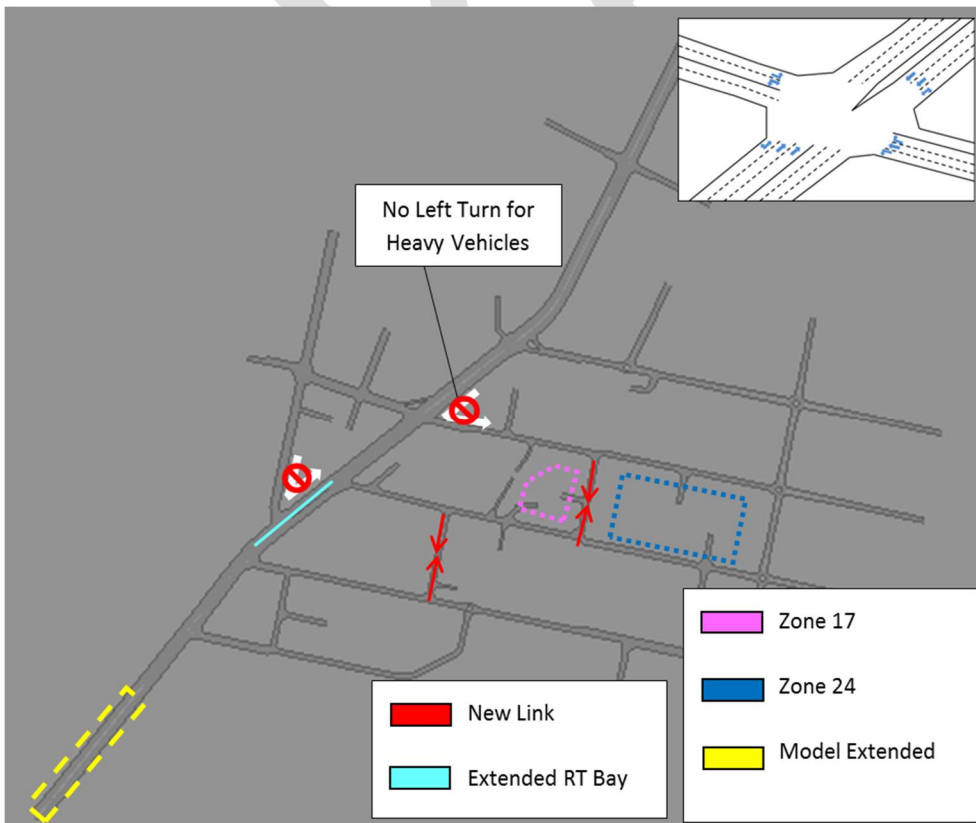 No Left Turn for
Heavy Vehicles
New Link
Extended RT Bay
Zone 17
Zone 24
Model Extended